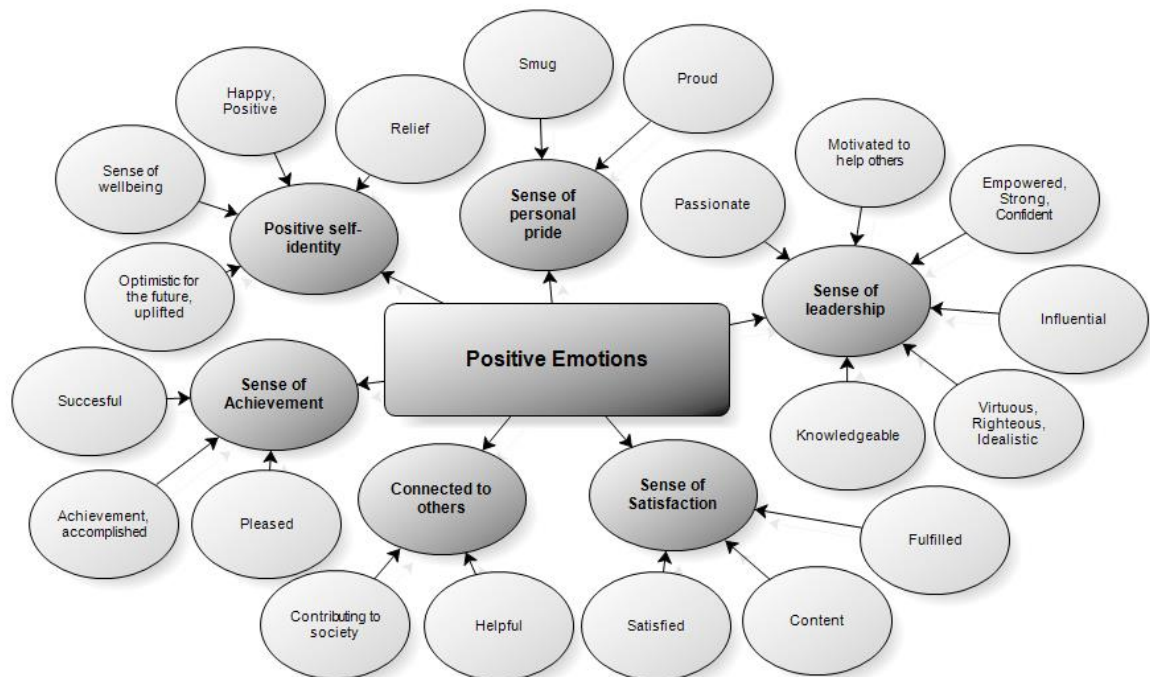 Smug
Proud
Happy,
Positive
Relief
Motivated to
help others
Sense of
wellbeing
Empowered,
Strong,
Confident
Sense of
personal
pride
Passionate
Positive self-
identity
Optimistic for
the future,
uplifted
Sense of
leadership
Influential
Positive Emotions
Sense of
Achievement
Succesful
Virtuous,
Righteous,
Idealistic
Knowledgeable
Connected to
others
Sense of
Satisfaction
Achievement,
accomplished
Pleased
Fulfilled
Contributing to
society
Helpful
Satisfied
Content